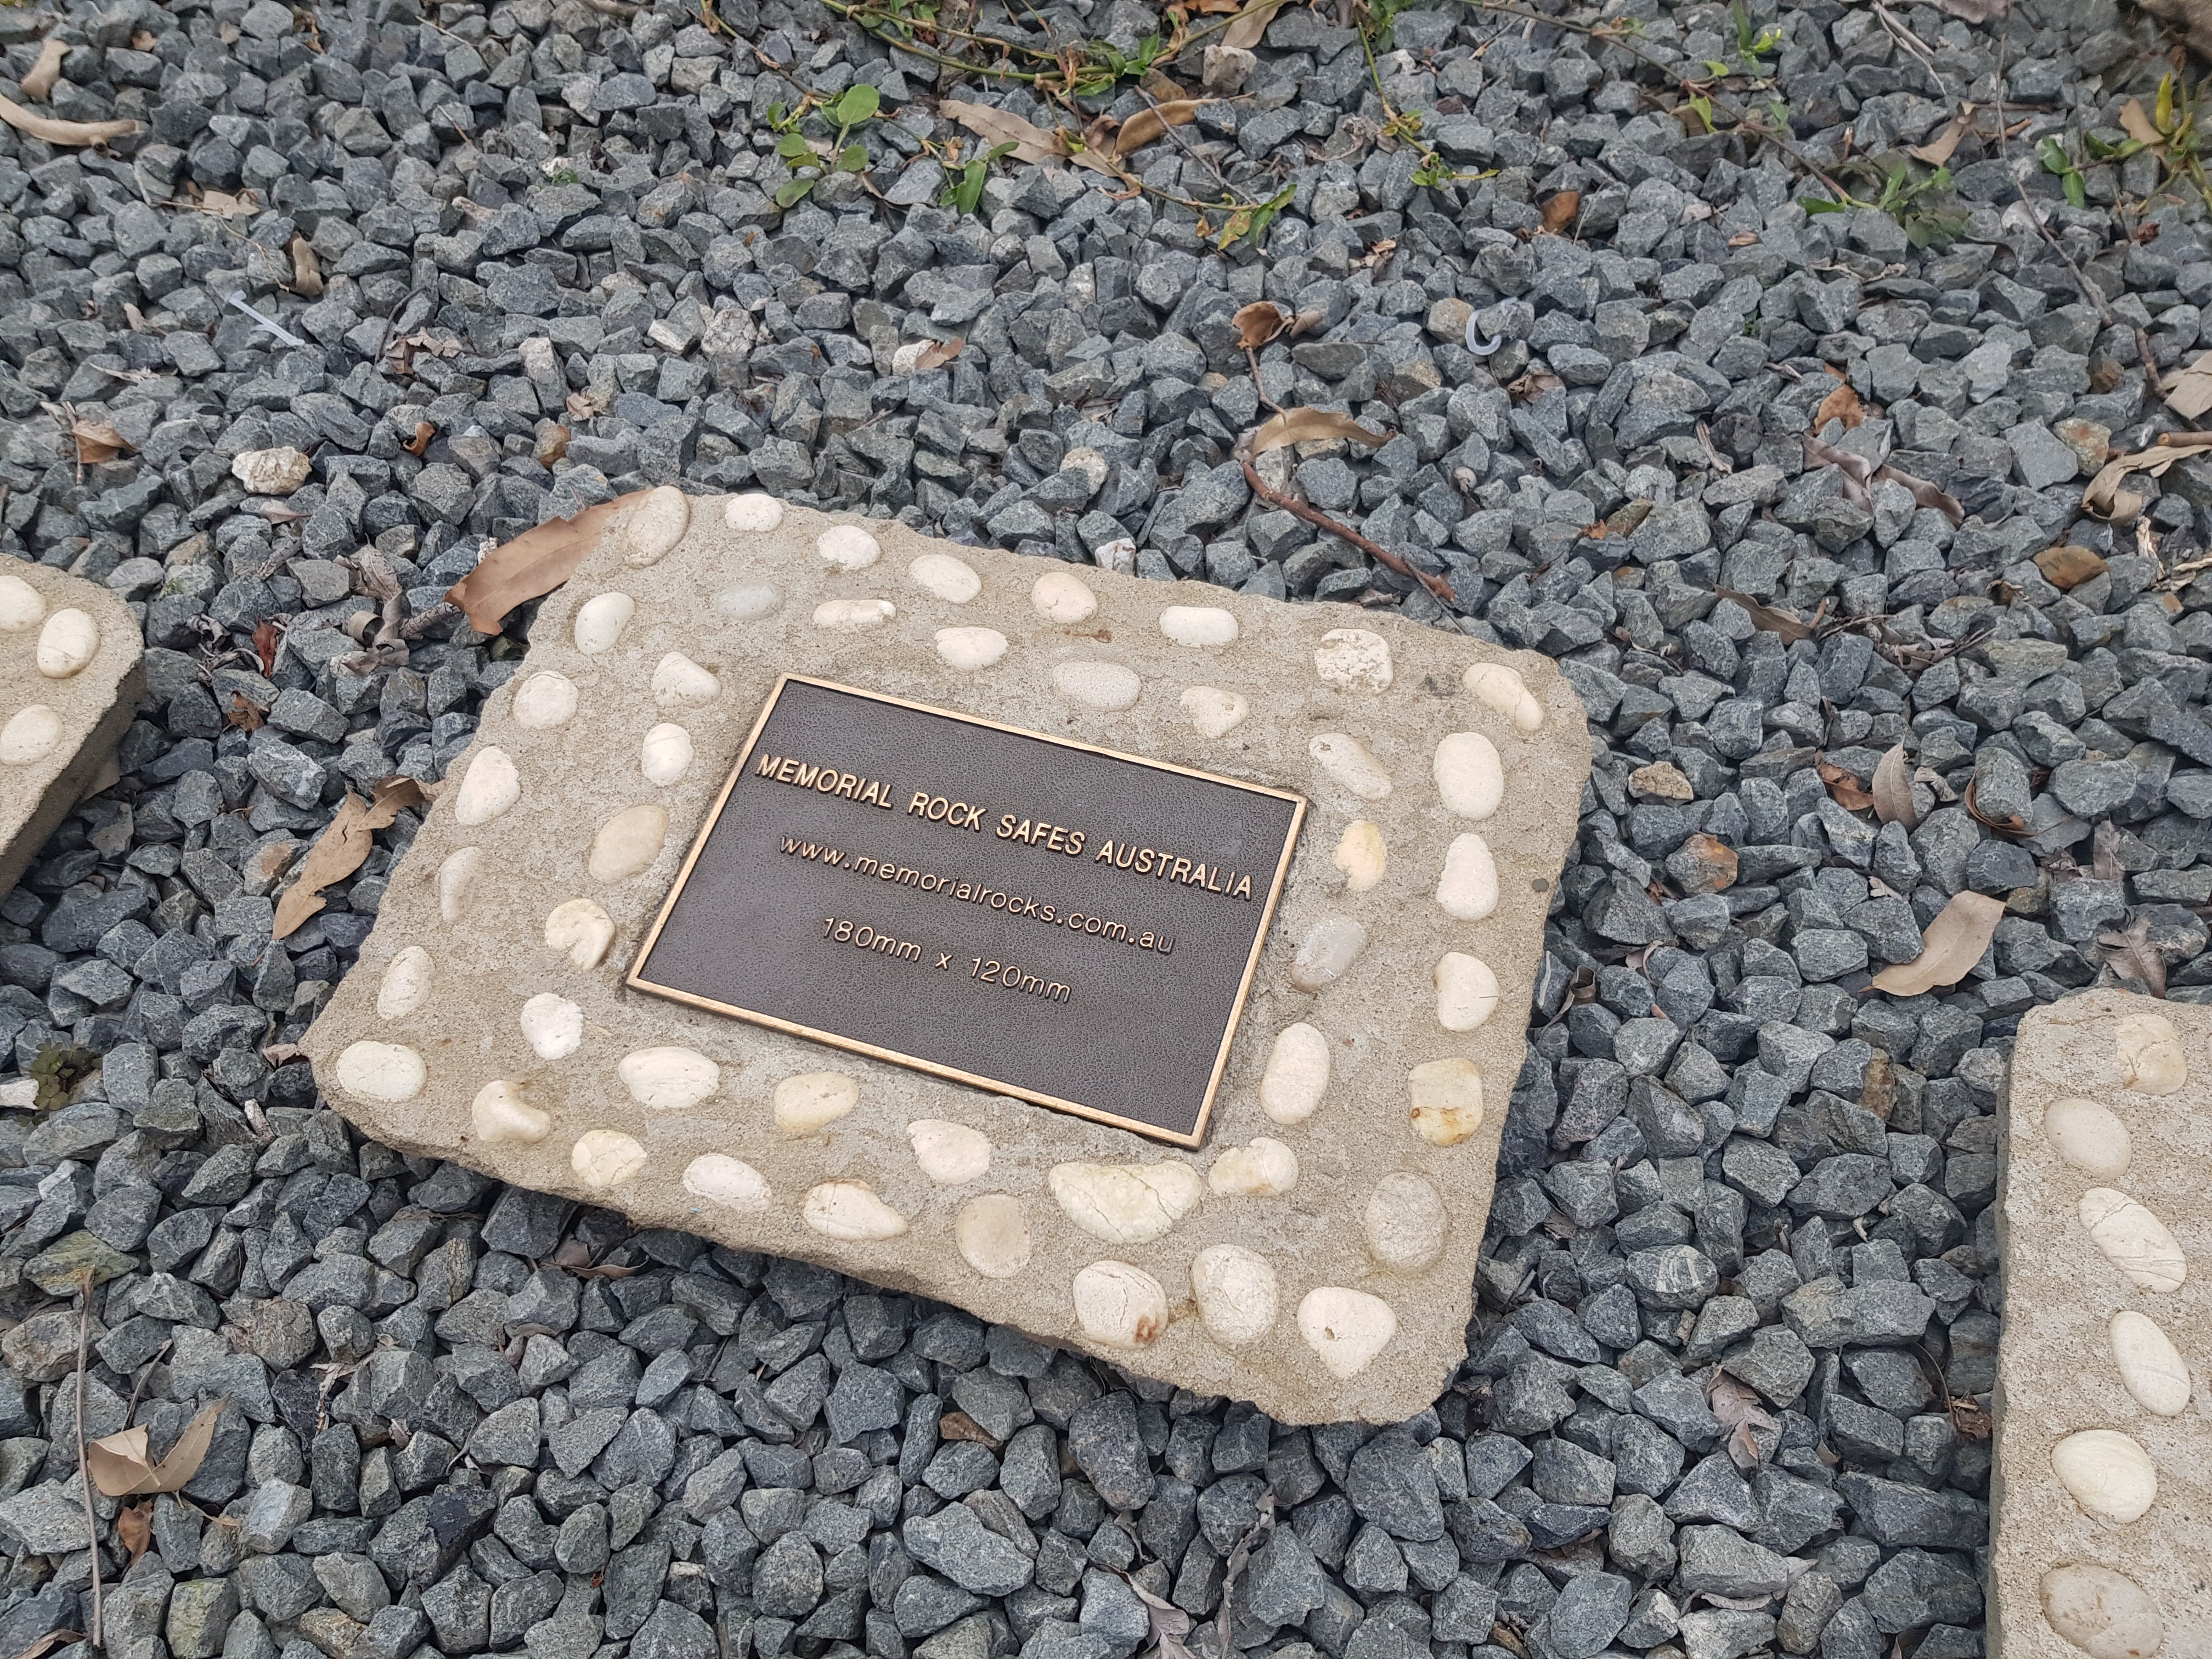 MEMORIAL ROCK SAFES AUSTRALIA
www.memorialrocks.com.au
180mm x 120mm